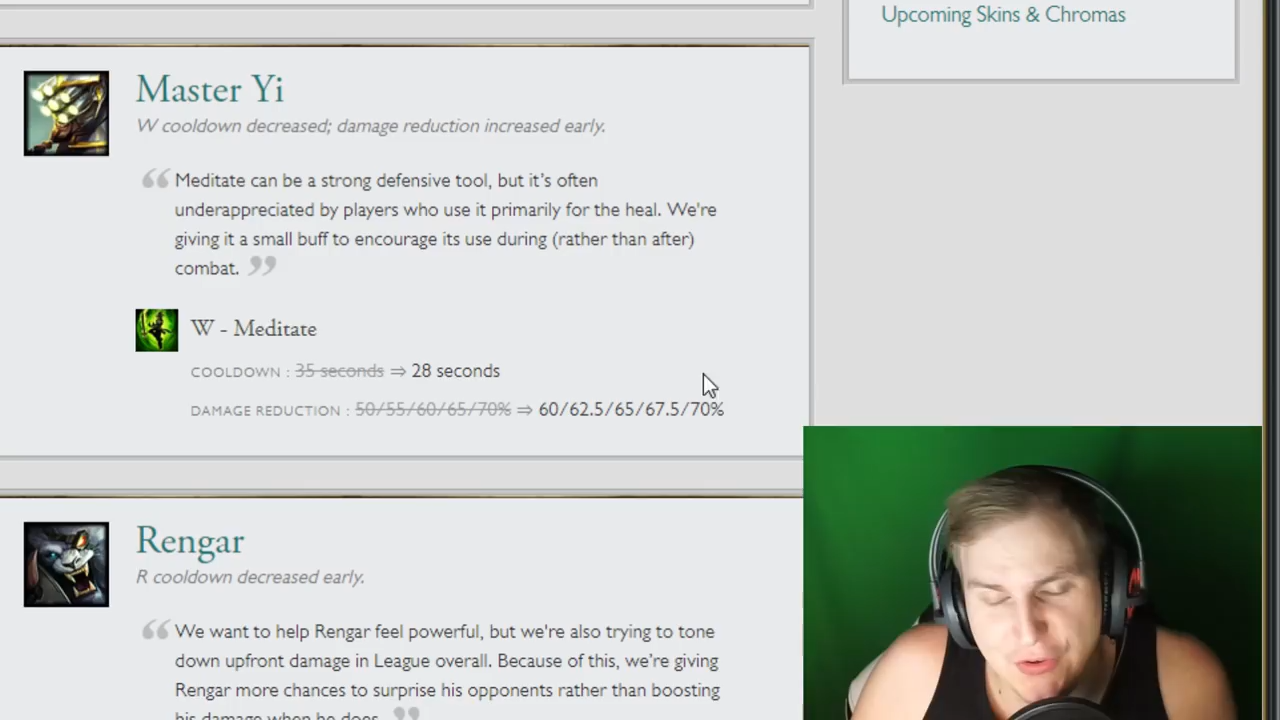 Upcoming Skins & Chromas
Master Yi
W cooldown decreased; damage reduction increased early.
“ Meditate can be a strong defensive tool, but it’s often
underappreciated by players who use it primarily for the heal. We're
giving it a small buff to encourage its use during (rather than after)
combat. ”
W - Meditate
COOLDOWN : 35 seconds ⇒ 28 seconds
DAMAGE REDUCTION : 50/55/60/65/70% ⇒ 60/62.5/65/67.5/70%
Rengar
R cooldown decreased early.
“ We want to help Rengar feel powerful, but we're also trying to tone
down upfront damage in League overall. Because of this, we’re giving
Rengar more chances to surprise his opponents rather than boosting
his damage when he does. ”